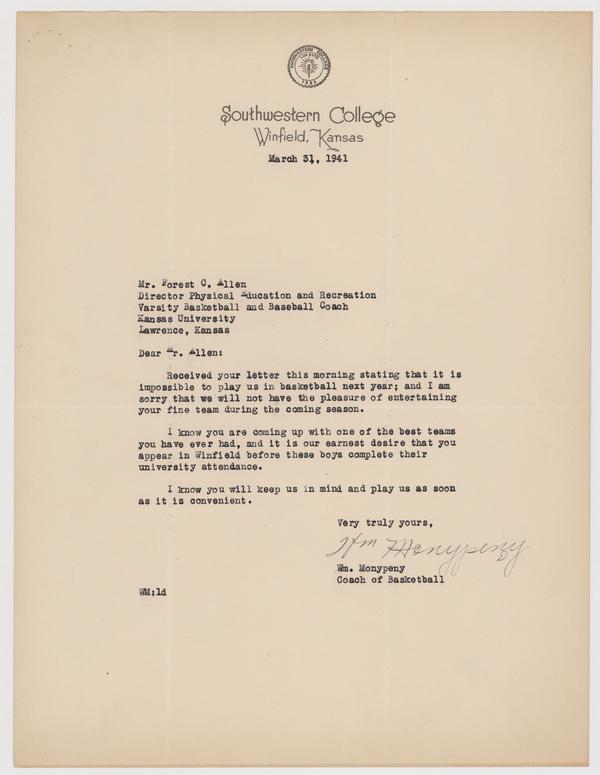 Southwestern College
Winfield, Kansas
March 31, 1941
Mr. Forest C. Allen
Director Physical Aducation and Recreation
Varsity Basketball and Baseball Coach
Kansas University
Lawrence, Kansas
Dear Mr. Allen:
Received your letter this morning stating that it is
impossible to play us in basketball next year; and I am
sorry that we will not have the pleasure of entertaining
your fine team during the coming season.
I know you are coming up with one of the best teams
you have ever had, and it is our earnest desire that you
appear in Winfield before these boys complete their
university attendance.
I know you will keep us in mind and play us as soon
as it is convenient.
Very truly yours,
Wm Monypeny
Wm. Monypeny
Coach of Basketball
WM:ld